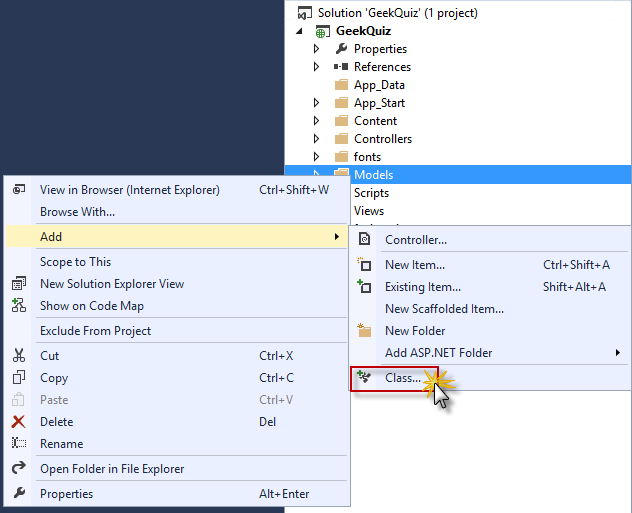 Solution 'GeekQuiz' (1 project)
GeekQuiz
Properties
References
App_Data
App_Start
Content
Controllers
fonts
Models
Scripts
Views
View in Browser (Internet Explorer) Ctrl+Shift+W
Browse With...
Add
Scope to This
New Solution Explorer View
Show on Code Map
Exclude From Project
Cut Ctrl+X
Copy Ctrl+C
Paste Ctrl+V
Delete Del
Rename
Open Folder in File Explorer
Properties Alt+Enter
Controller...
New Item... Ctrl+Shift+A
Existing Item... Shift+Alt+A
New Scaffolded Item...
New Folder
Add ASP.NET Folder
Class...